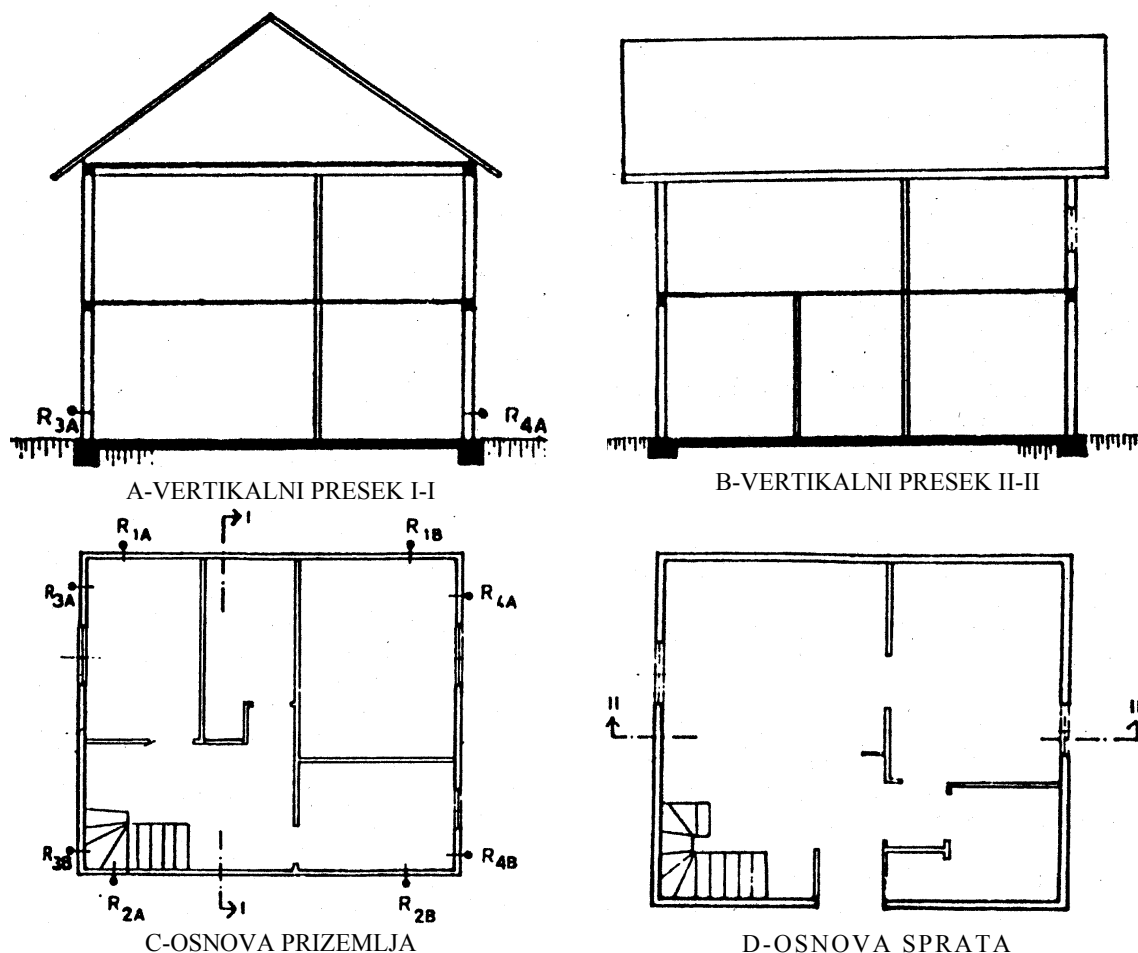 R3A
R4A
A-VERTIKALNI PRESEK I-I
B-VERTIKALNI PRESEK II-II
R1A
I
R1B
R3A
R4A
II
II
R3B
R4B
R2A
I
R2B
C-OSNOVA PRIZEMLJA
D-OSNOVA SPRATA